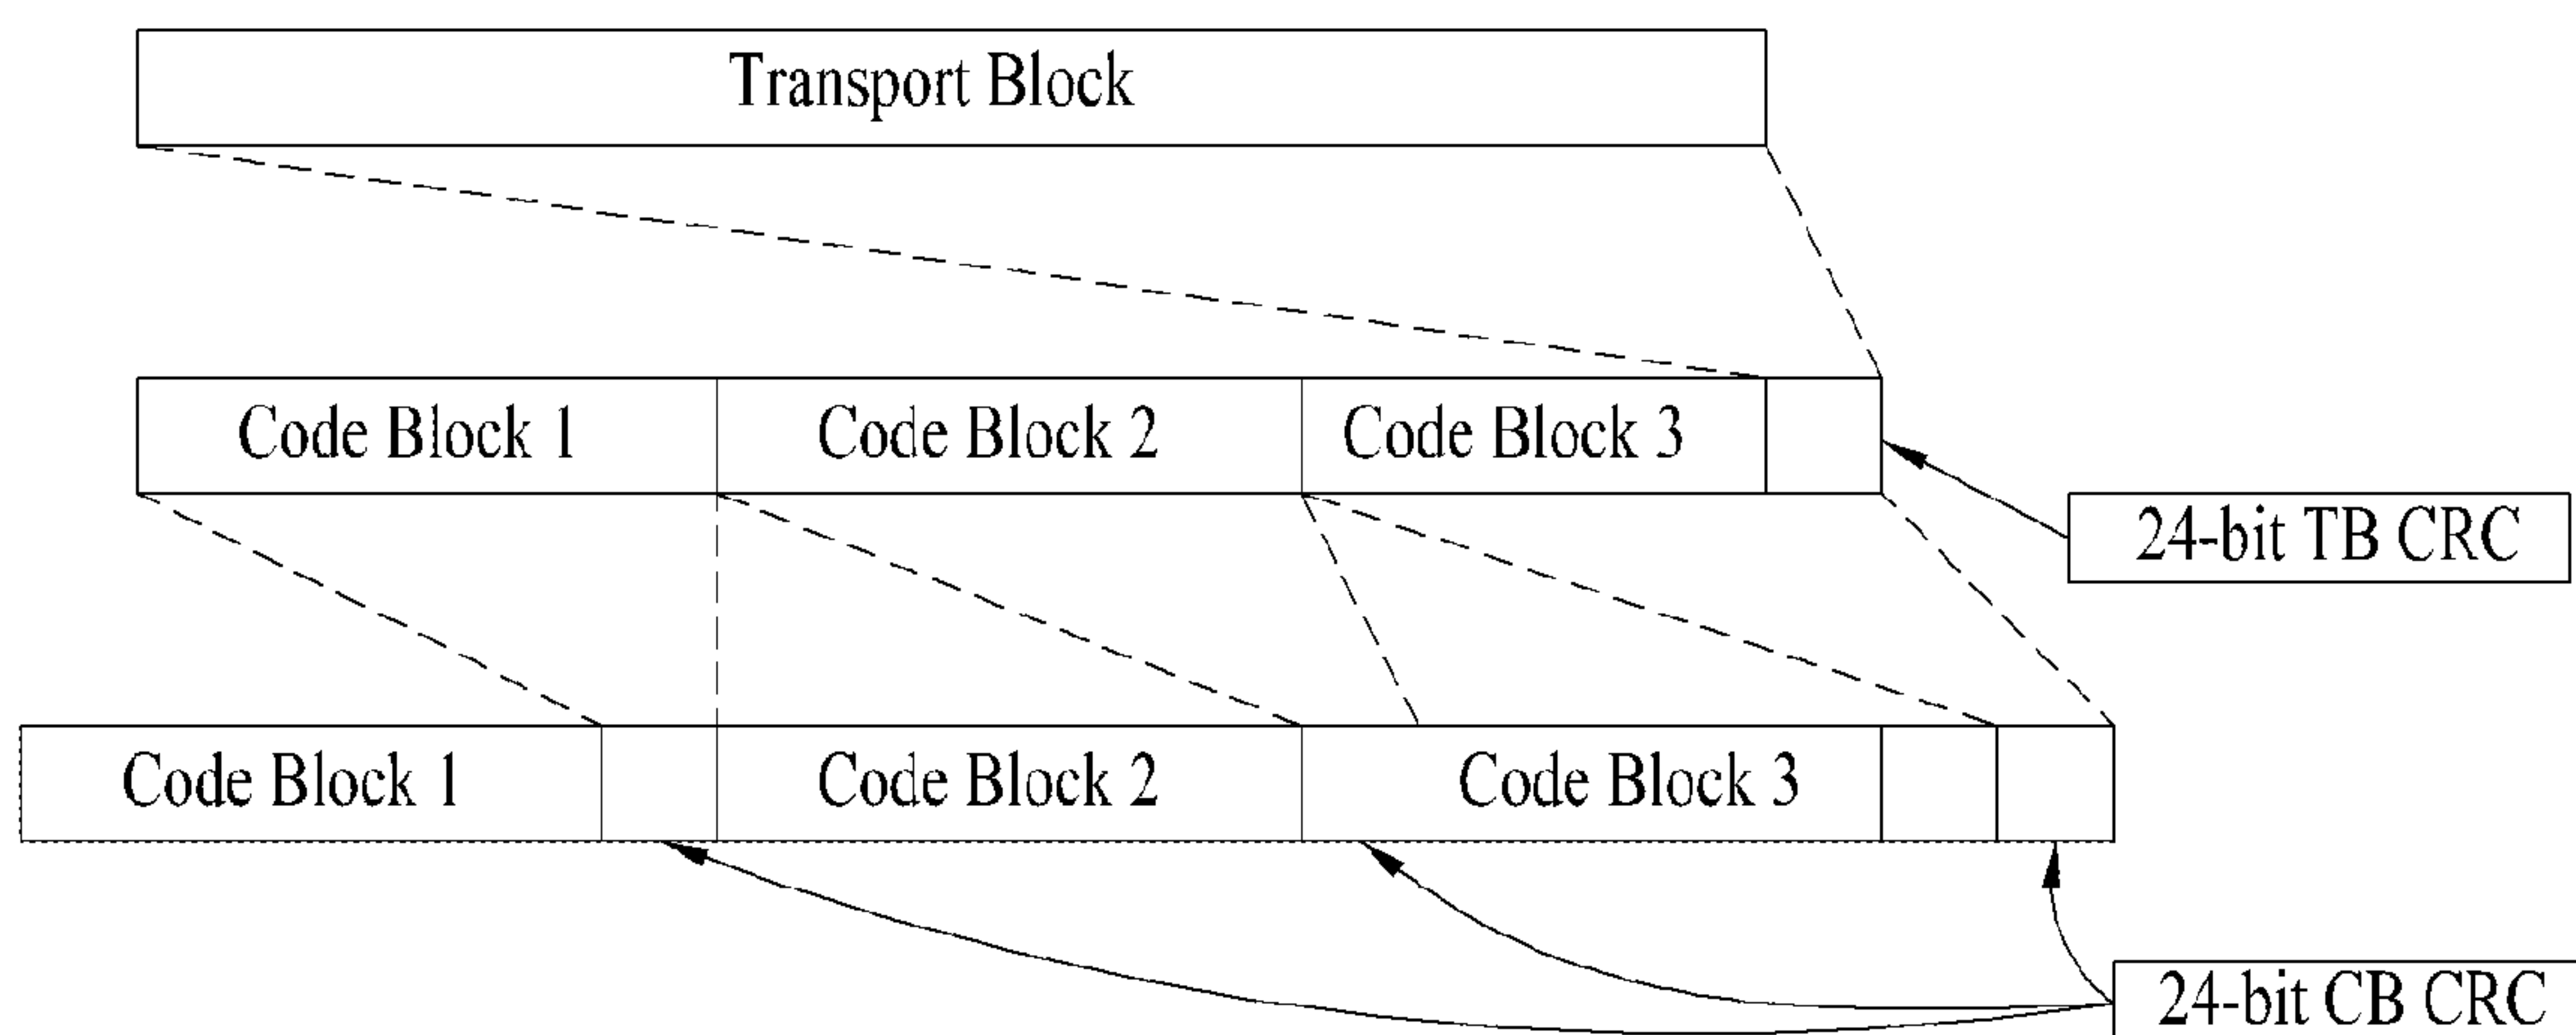 Transport Block
Code Block 1
Code Block 2
Code Block 3
24-bit TB CRC
Code Block 1
Code Block 2
Code Block 3
24-bit CB CRC